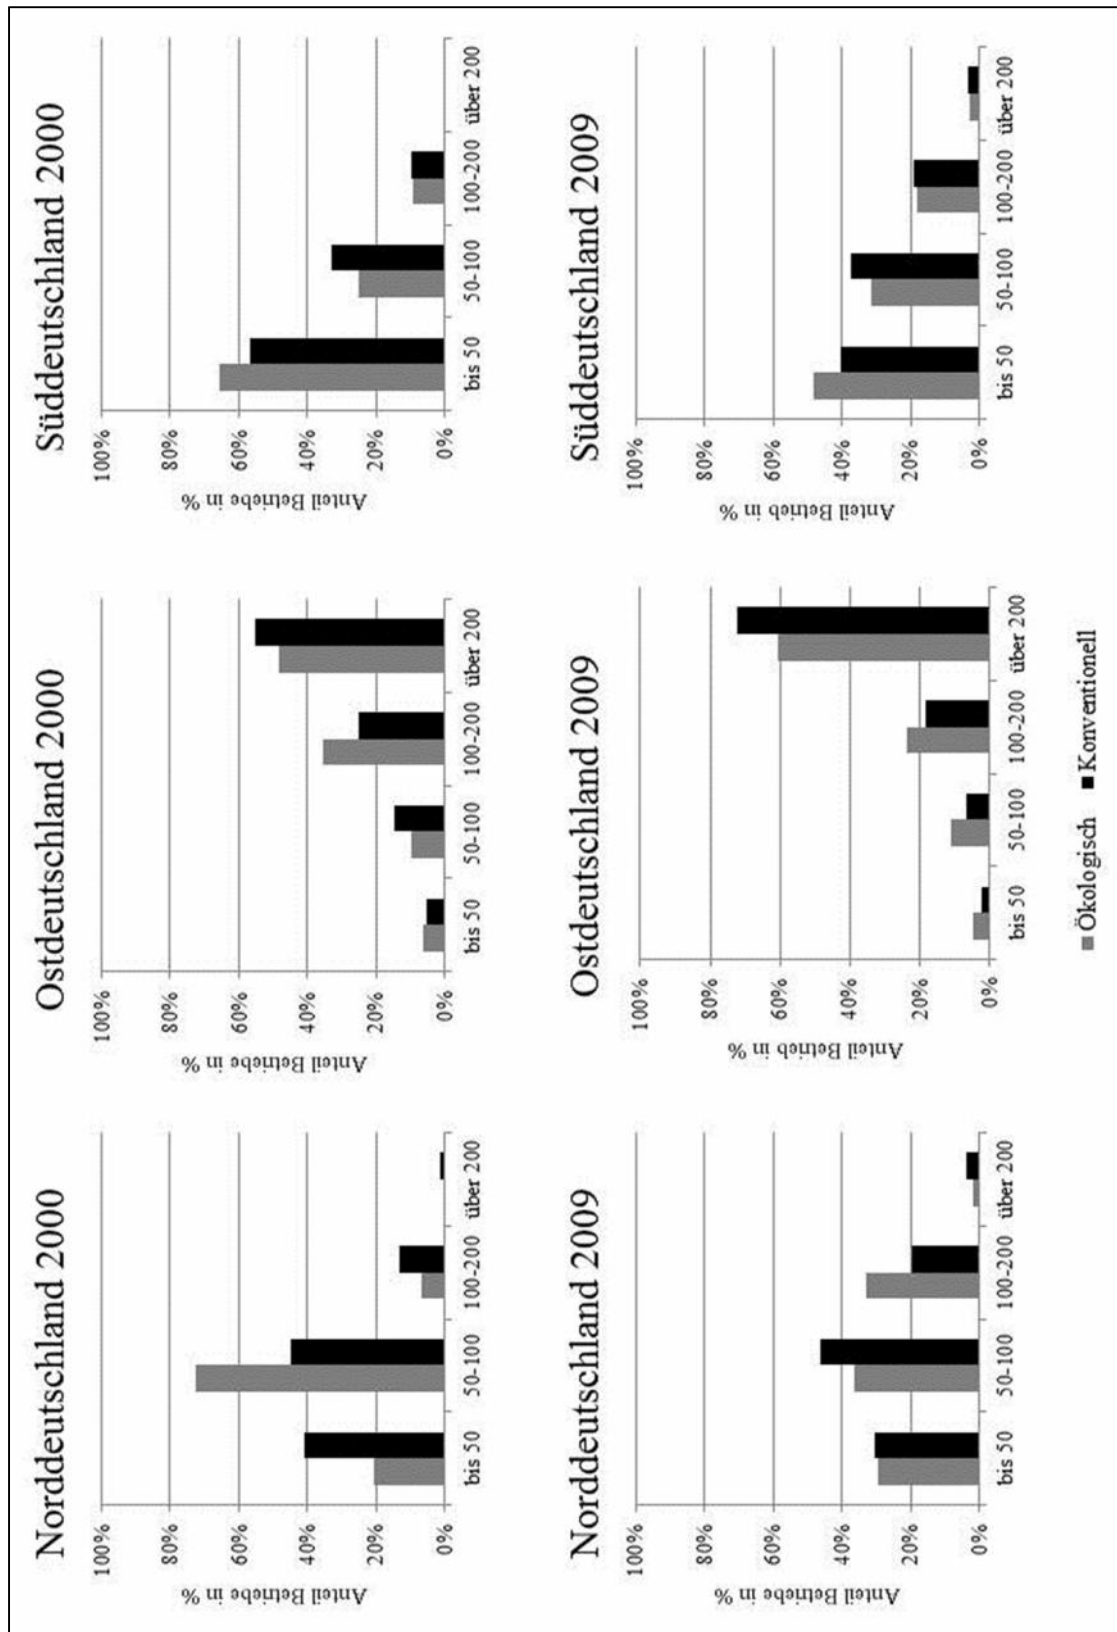 Norddeutschland 2000
Anteil Betriebe in %
100%
80%
60%
40%
20%
0%
bis 50
50-100
100-200
über 200
Ostdeutschland 2000
Anteil Betriebe in %
100%
80%
60%
40%
20%
0%
bis 50
50-100
100-200
über 200
Süddeutschland 2000
Anteil Betriebe in %
100%
80%
60%
40%
20%
0%
bis 50
50-100
100-200
über 200
Norddeutschland 2009
Anteil Betriebe in %
100%
80%
60%
40%
20%
0%
bis 50
50-100
100-200
über 200
Ostdeutschland 2009
Anteil Betrieb in %
100%
80%
60%
40%
20%
0%
bis 50
50-100
100-200
über 200
Süddeutschland 2009
Anteil Betrieb in %
100%
80%
60%
40%
20%
0%
bis 50
50-100
100-200
über 200
Ökologisch Konventionell